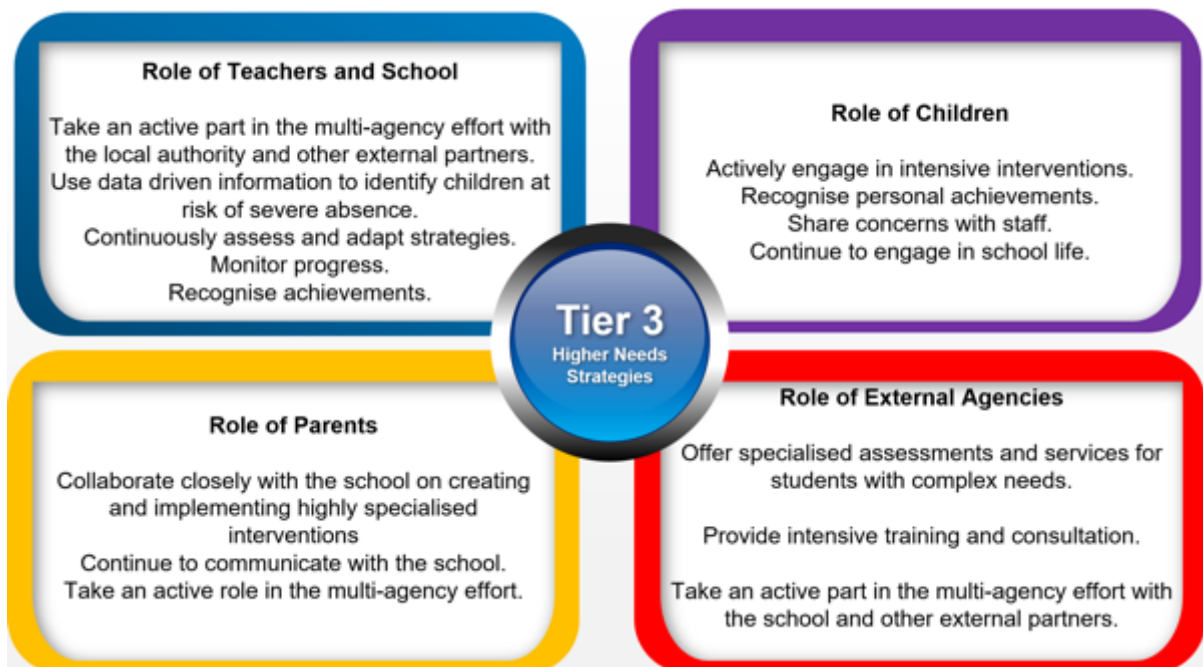 Role of Teachers and School
Take an active part in the multi-agency effort with
the local authority and other external partners.
Use data driven information to identify children at
risk of severe absence.
Continuously assess and adapt strategies.
Monitor progress.
Recognise achievements.
Role of Children
Actively engage in intensive interventions.
Recognise personal achievements.
Share concerns with staff.
Continue to engage in school life.
Tier 3
Higher Needs
Strategies
Role of Parents
Collaborate closely with the school on creating
and implementing highly specialised
interventions
Continue to communicate with the school.
Take an active role in the multi-agency effort.
Role of External Agencies
Offer specialised assessments and services for
students with complex needs.
Provide intensive training and consultation.
Take an active part in the multi-agency effort with
the school and other external partners.